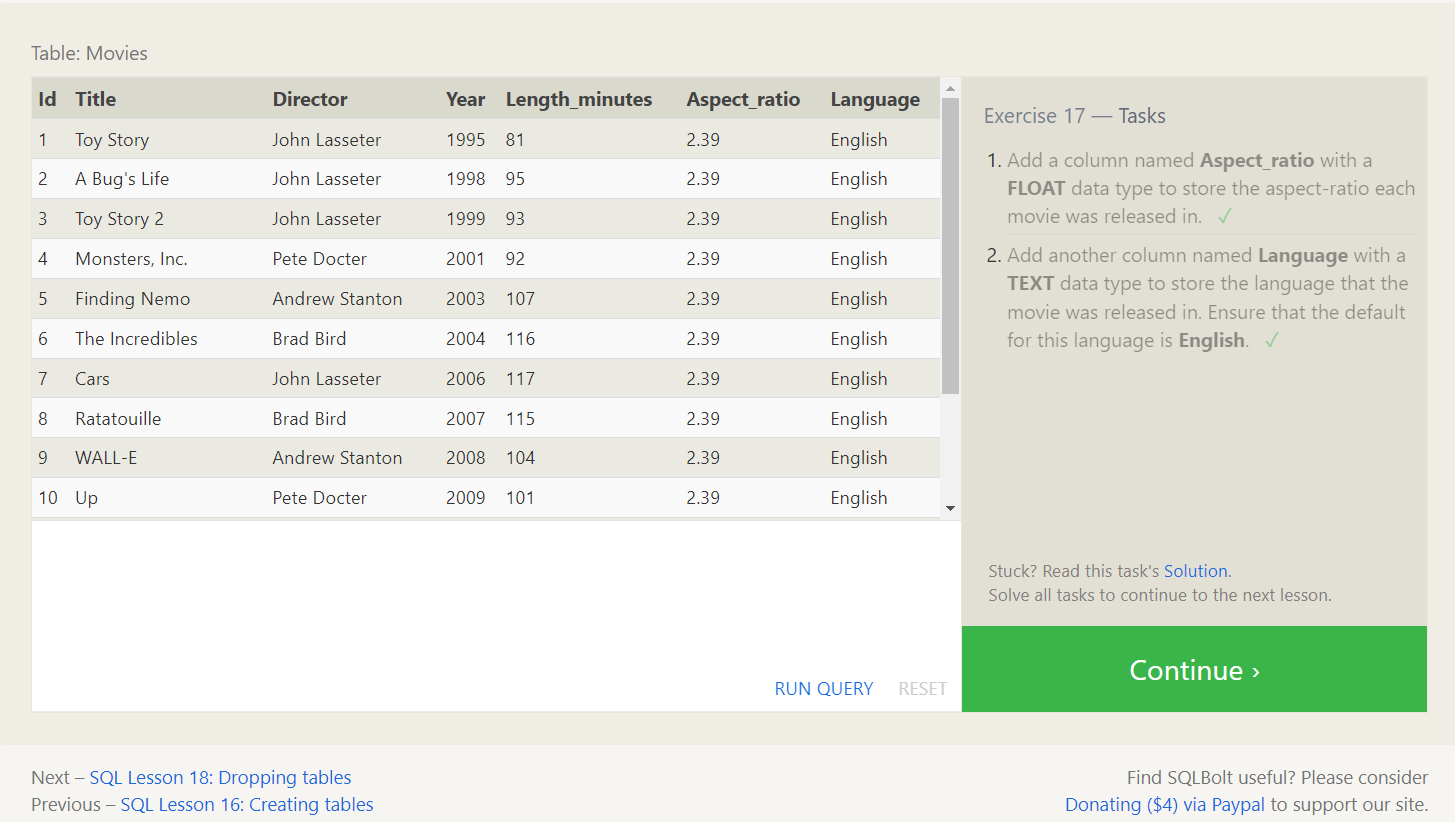 Table: Movies
Id Title Director Year Length_minutes Aspect_ratio Language
1 Toy Story John Lasseter 1995 81 2.39 English
2 A Bug's Life John Lasseter 1998 95 2.39 English
3 Toy Story 2 John Lasseter 1999 93 2.39 English
4 Monsters, Inc. Pete Docter 2001 92 2.39 English
5 Finding Nemo Andrew Stanton 2003 107 2.39 English
6 The Incredibles Brad Bird 2004 116 2.39 English
7 Cars John Lasseter 2006 117 2.39 English
8 Ratatouille Brad Bird 2007 115 2.39 English
9 WALL-E Andrew Stanton 2008 104 2.39 English
10 Up Pete Docter 2009 101 2.39 English
RUN QUERY RESET
Exercise 17 — Tasks
1. Add a column named Aspect_ratio with a
FLOAT data type to store the aspect-ratio each
movie was released in. ✓
2. Add another column named Language with a
TEXT data type to store the language that the
movie was released in. Ensure that the default
for this language is English. ✓
Stuck? Read this task's Solution.
Solve all tasks to continue to the next lesson.
Continue ›
Next – SQL Lesson 18: Dropping tables
Previous – SQL Lesson 16: Creating tables
Find SQLBolt useful? Please consider
Donating ($4) via Paypal to support our site.